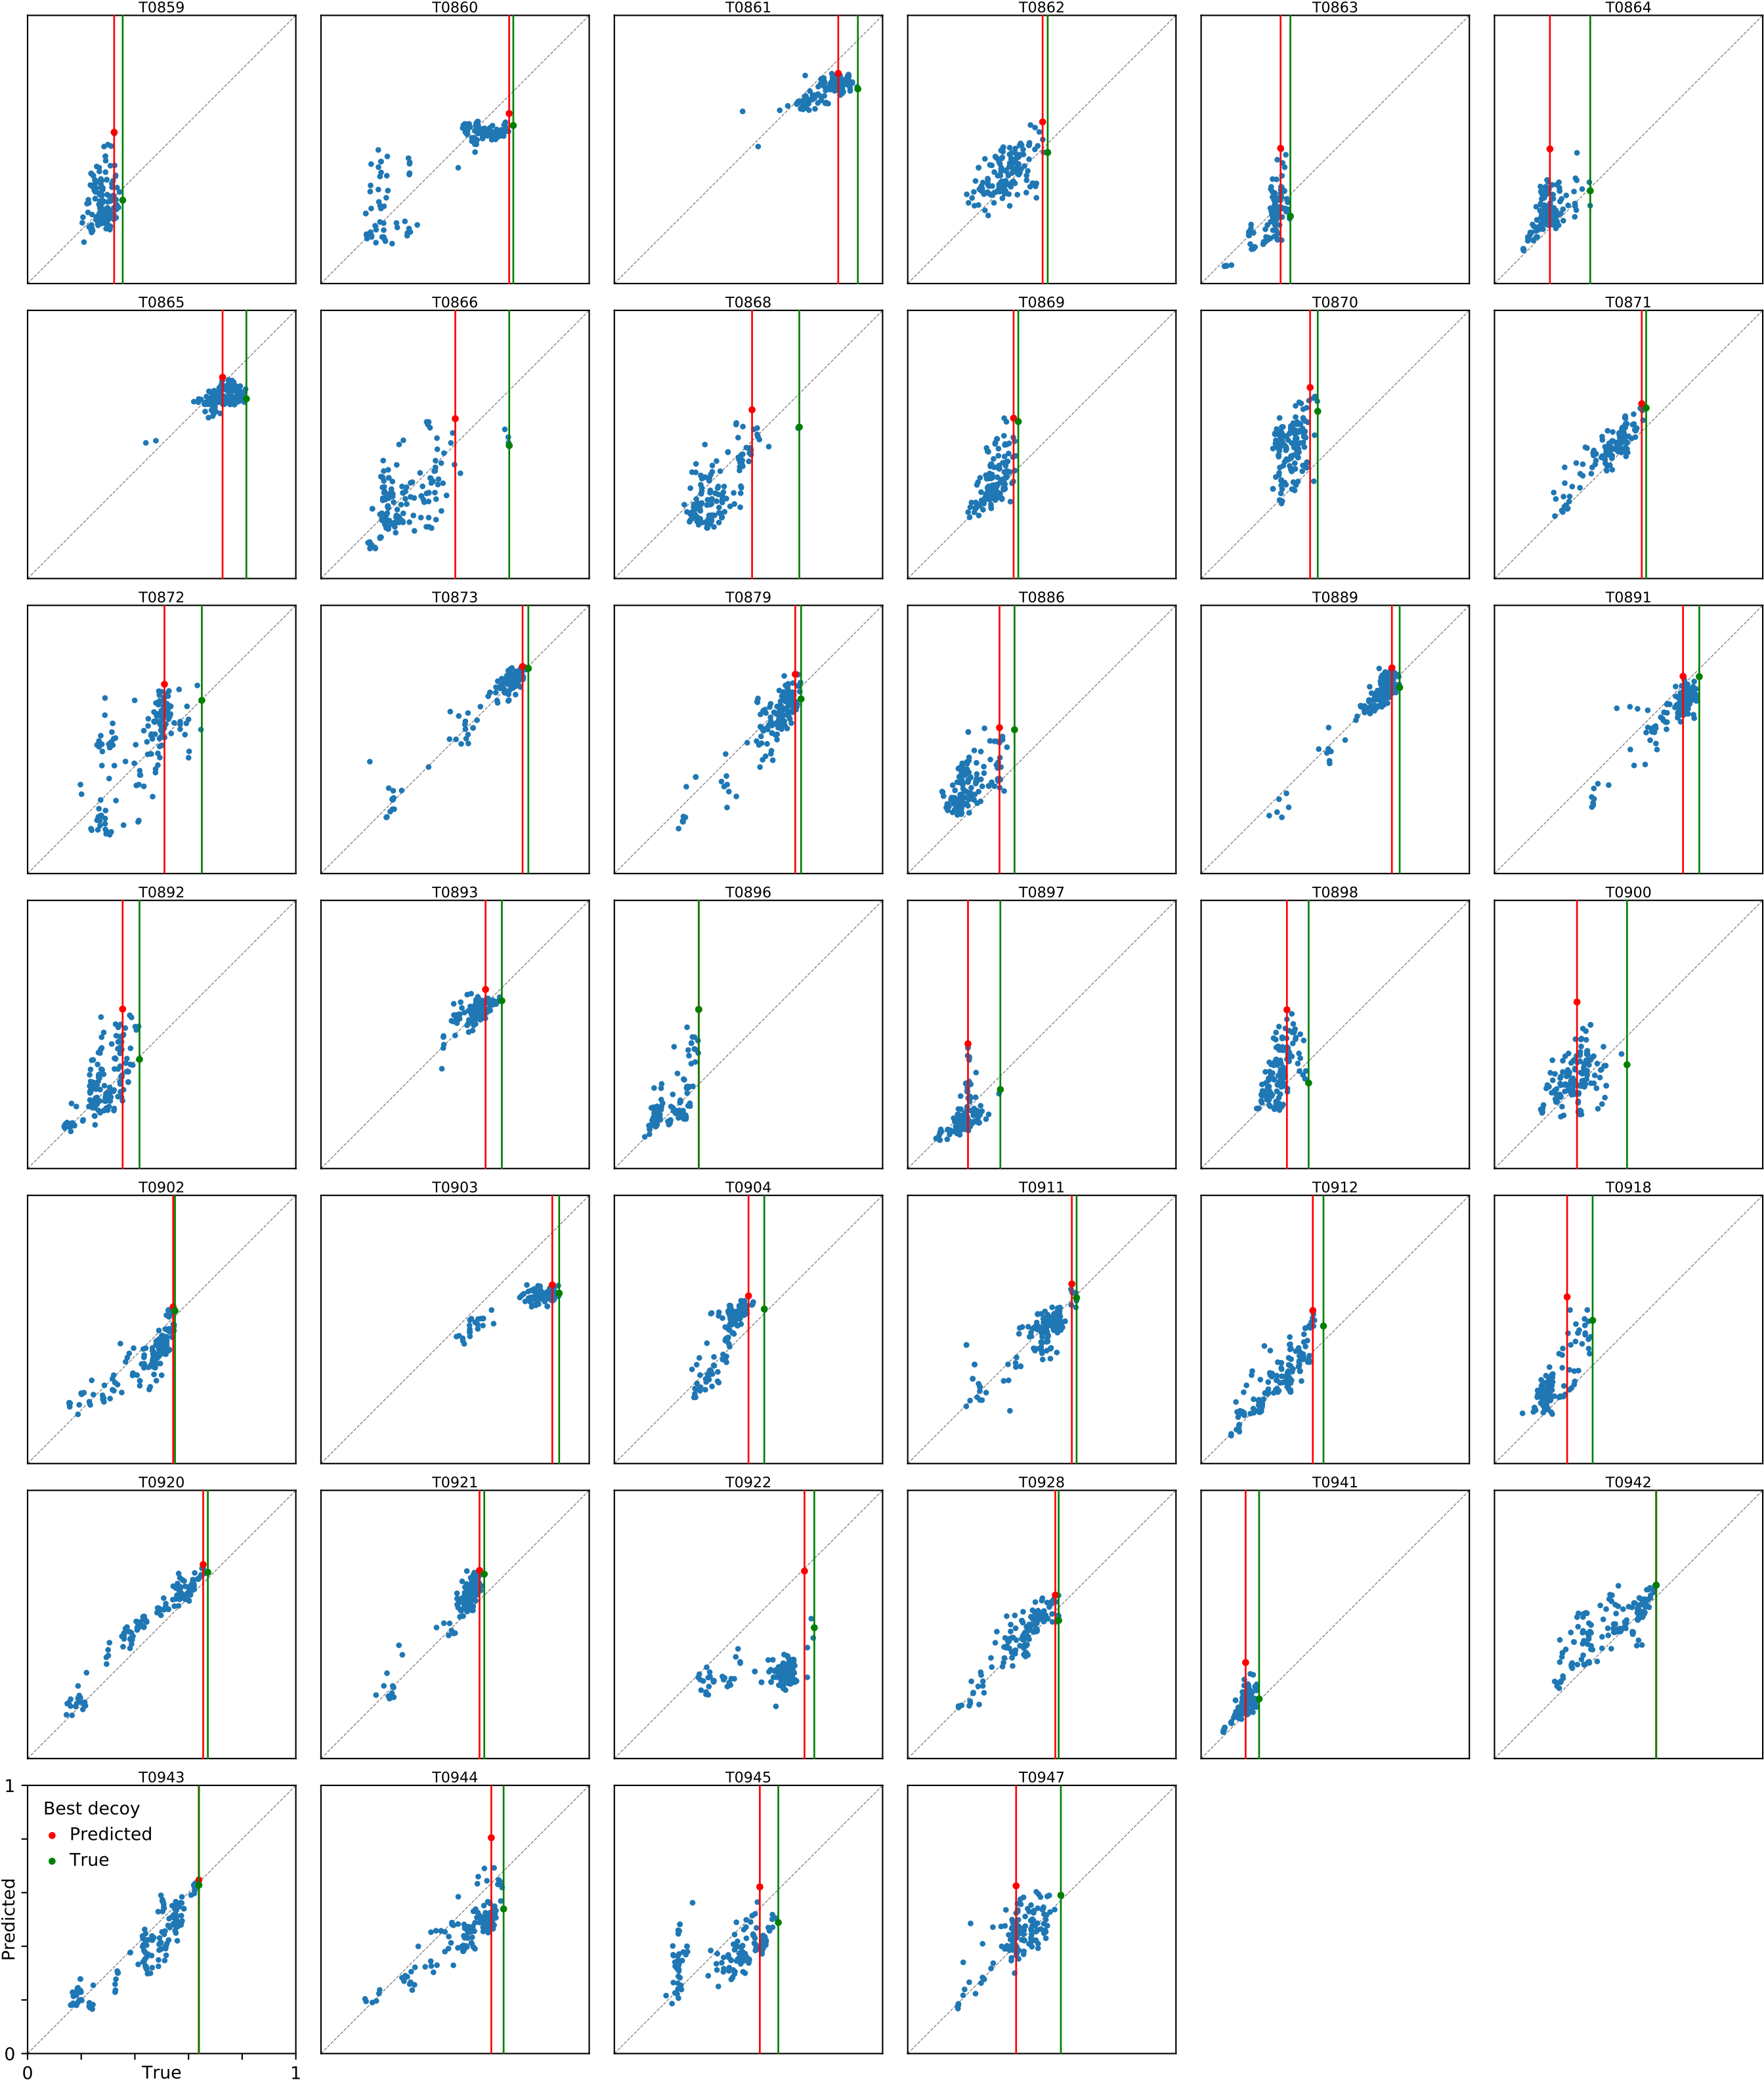 T0859 T0860 T0861 T0862 T0863 T0864
T0865 T0866 T0868 T0869 T0870 T0871
T0872 T0873 T0879 T0886 T0889 T0891
T0892 T0893 T0896 T0897 T0898 T0900
T0902 T0903 T0904 T0911 T0912 T0918
T0920 T0921 T0922 T0928 T0941 T0942
T0943 T0944 T0945 T0947
1
Best decoy
Predicted
True
Predicted
0
0 True 1